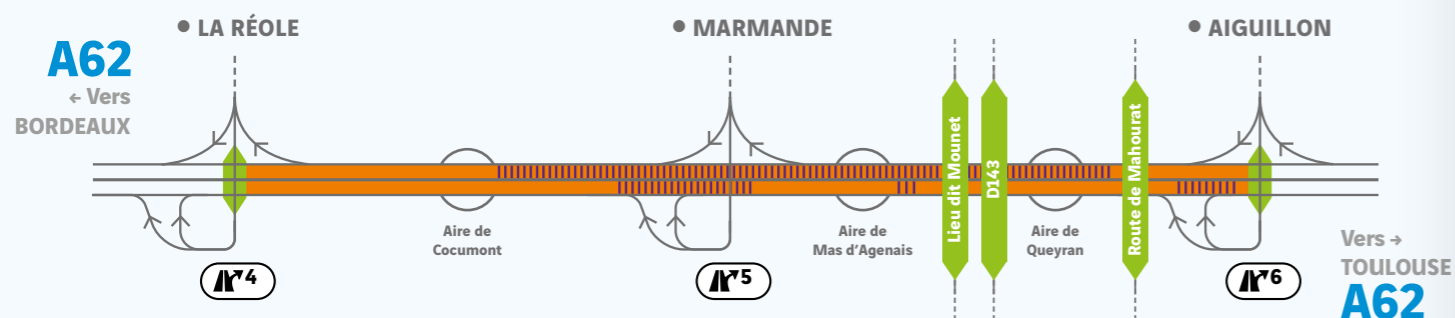 • LA RÉOLE
• MARMANDE
• AIGUILLON
A62
← Vers
BORDEAUX
Lieu dit Mounet
D143
Route de Mahourat
Aire de
Cocumont
Aire de
Mas d'Agenais
Aire de
Queyran
4
5
6
Vers →
TOULOUSE
A62